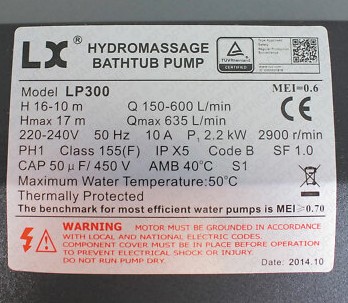 LX HYDROMASSAGE
BATHTUB PUMP
TÜVRheinland
CERTIFIED
Model LP300 MEI=0.6
H 16-10 m Q 150-600 L/min
Hmax 17 m Qmax 635 L/min
220-240V 50 Hz 10 A P₂ 2.2 kW 2900 r/min
PH1 Class 155(F) IP X5 Code B SF 1.0
CAP 50 μF/ 450 V AMB 40°C S1
Maximum Water Temperature:50°C
Thermally Protected
The benchmark for most efficient water pumps is MEI≥0.70
WARNING MOTOR MUST BE GROUNDED IN ACCORDANCE
WITH LOCAL AND NATIONAL ELECTRICAL CODES.
COMPONENT COVER MUST BE IN PLACE DURING OPERATION
TO PREVENT ELECTRICAL SHOCK OR INJURY
DO NOT RUN PUMP DRY. Date: 2014.10